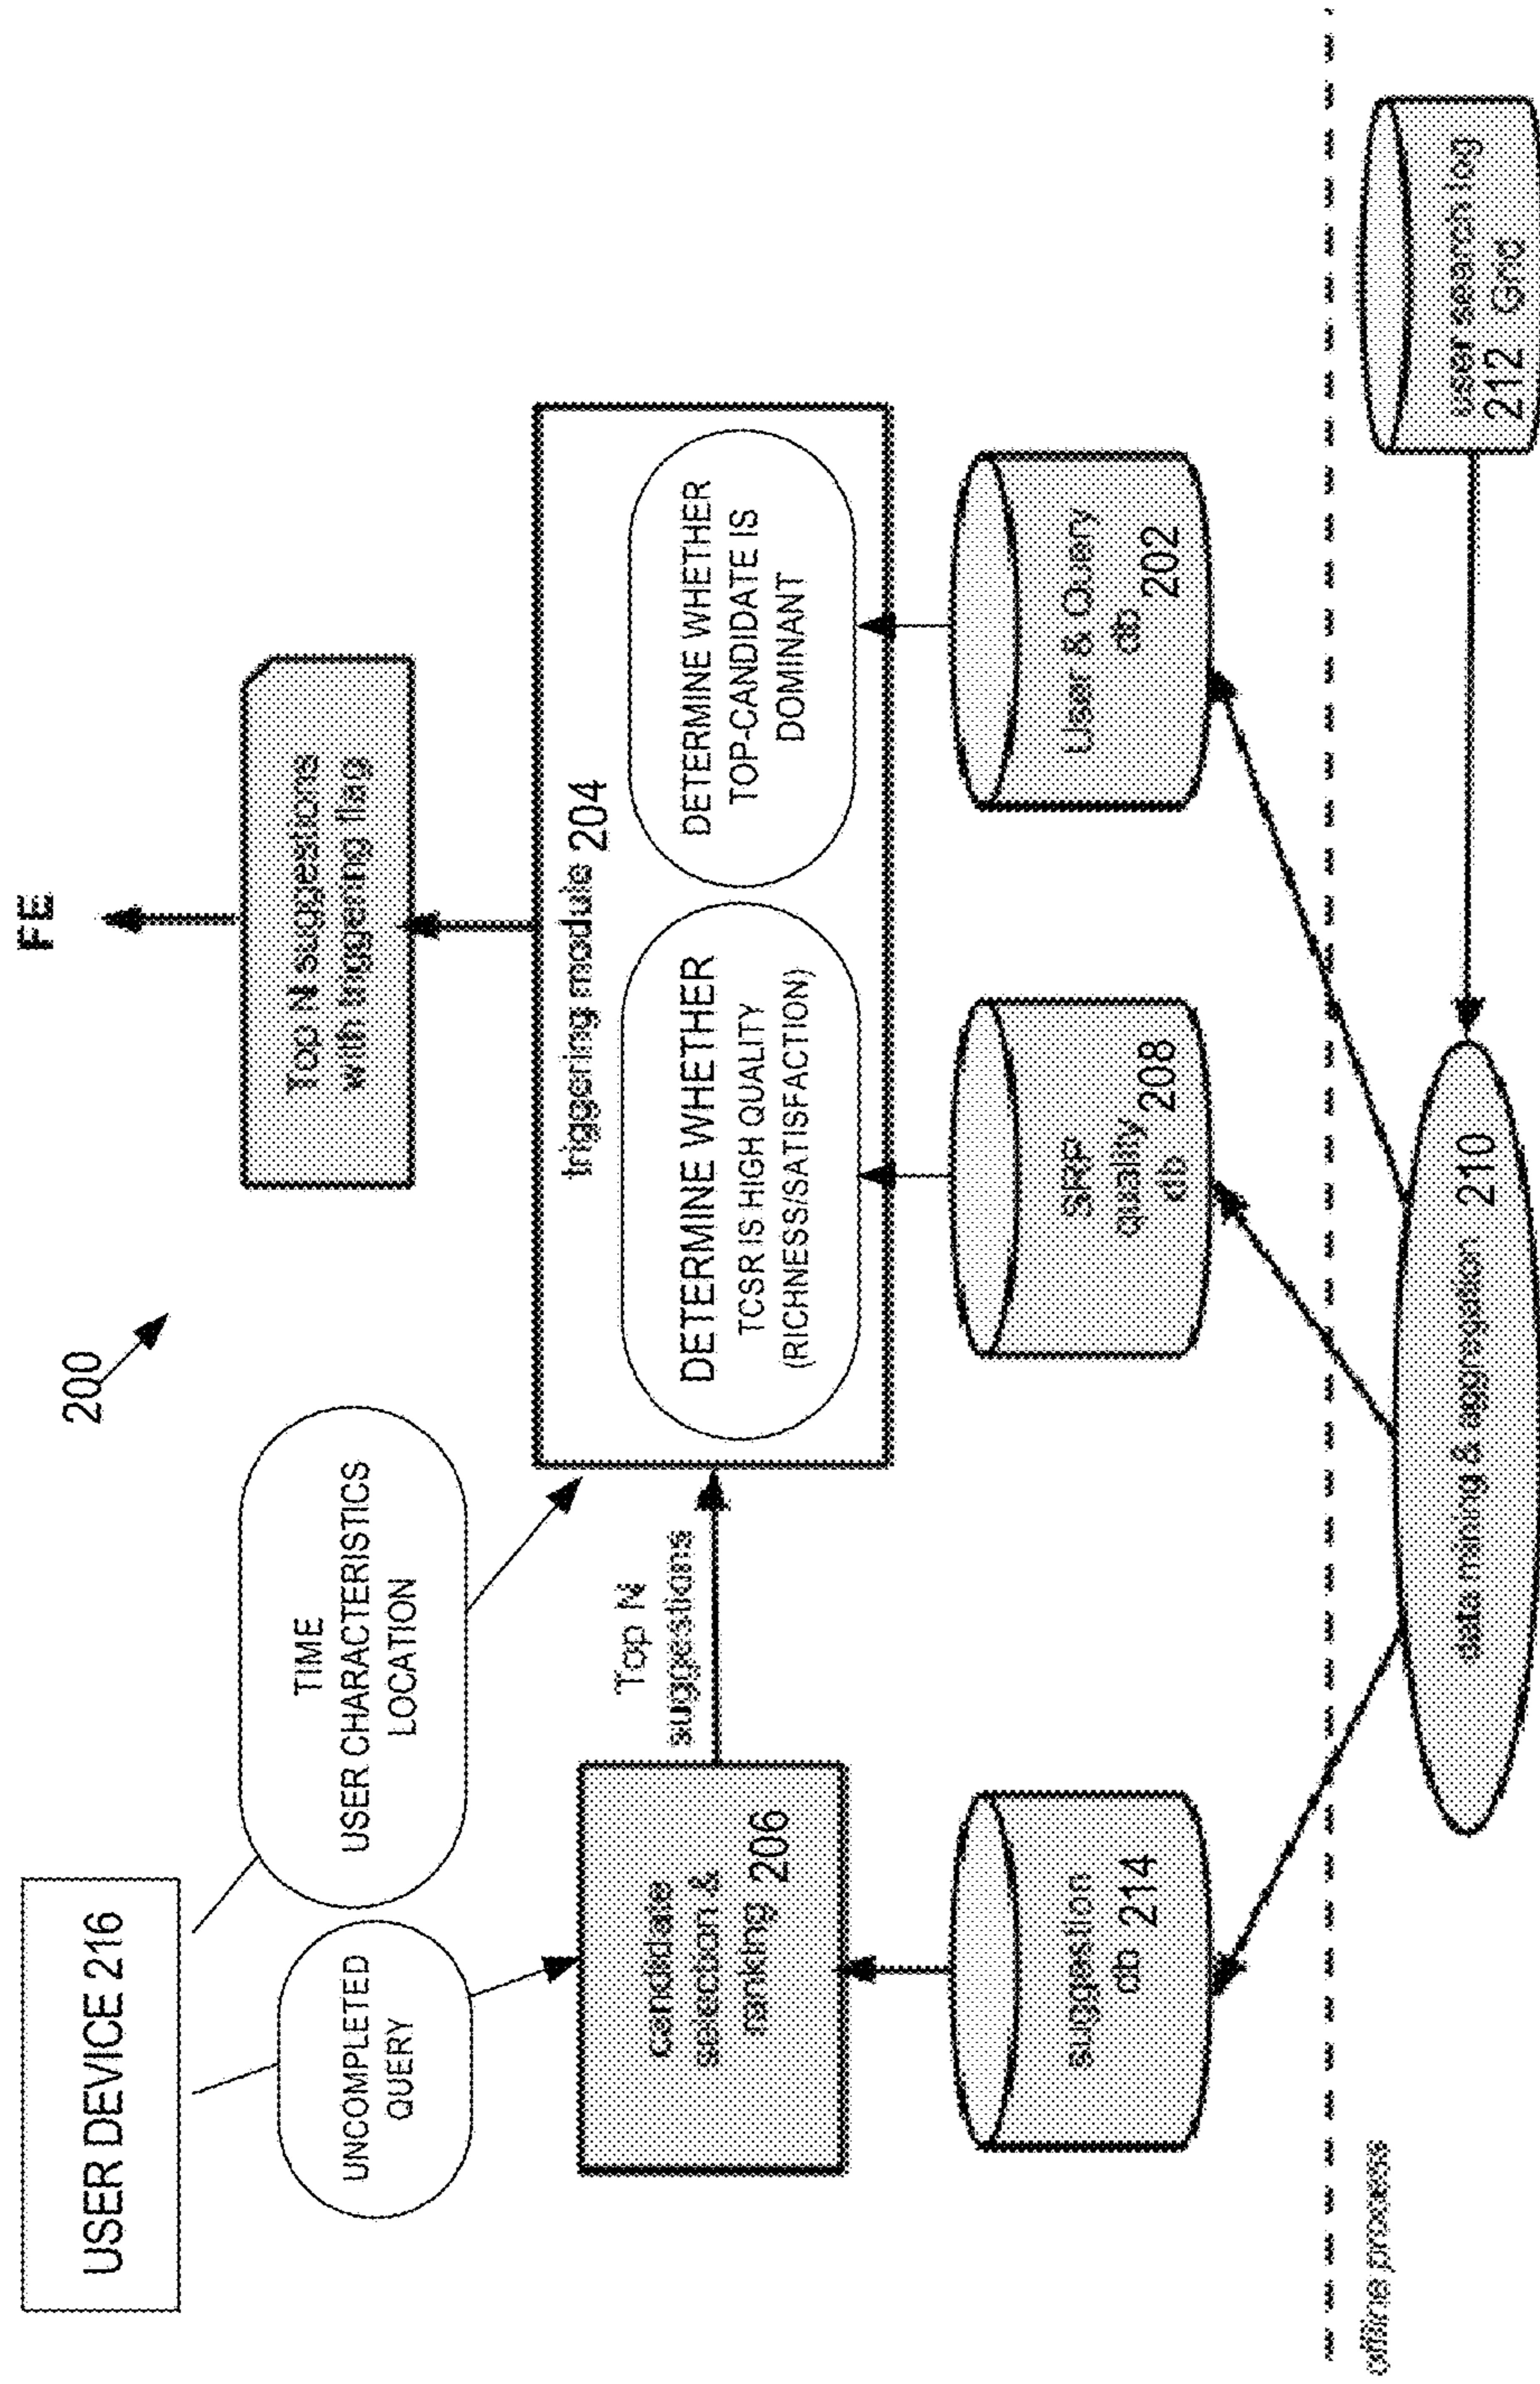 200
FE
USER DEVICE 216
UNCOMPLETED
QUERY
TIME
USER CHARACTERISTICS
LOCATION
Top N suggestions
with triggering flag
candidate
selection &
ranking 206
Top N
suggestions
triggering module 204
DETERMINE WHETHER
TCSR IS HIGH QUALITY
(RICHNESS/SATISFACTION)
DETERMINE WHETHER
TOP-CANDIDATE IS
DOMINANT
suggestion
db 214
SRP
quality
db 208
User & Query
db 202
offline process
data mining & aggregation 210
user search log
212 Grid